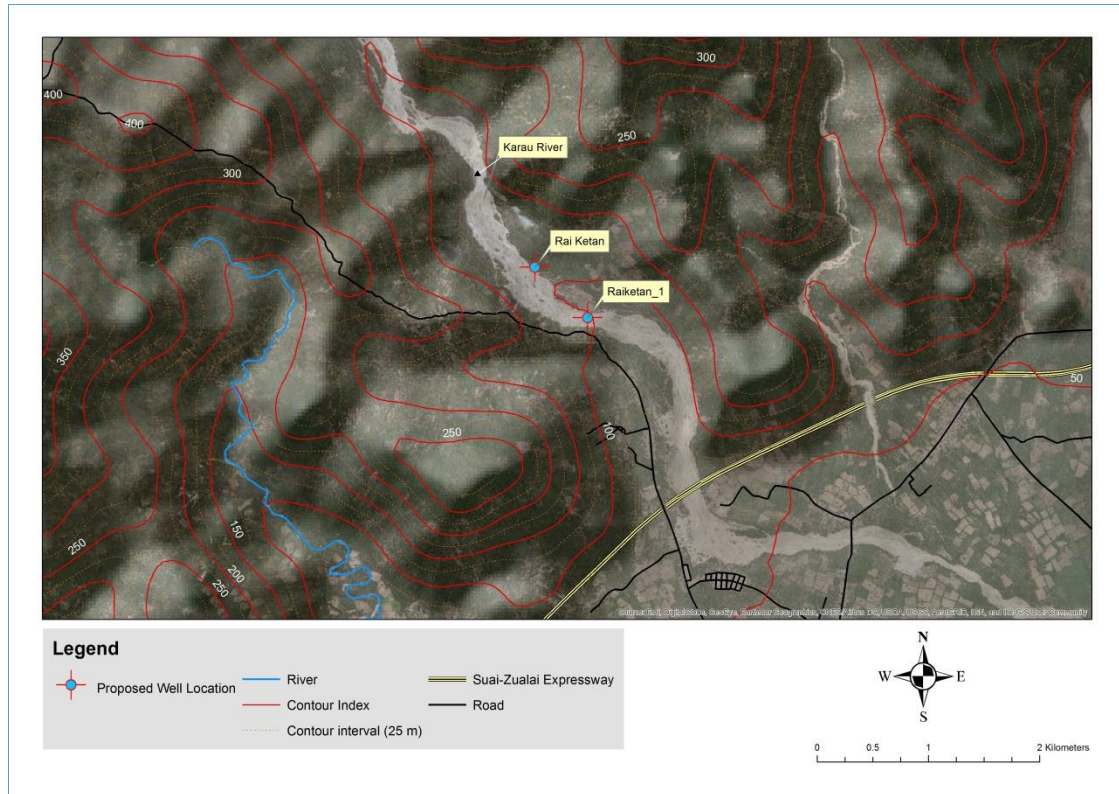 300
400
400
250
Karau River
300
Rai Ketan
Raiketan_1
350
50
250
100
150
250
200
250
Legend
Proposed Well Location
River
Contour Index
Contour interval (25 m)
Suai-Zualai Expressway
Road
N
W
E
S
0 0.5 1 2 Kilometers